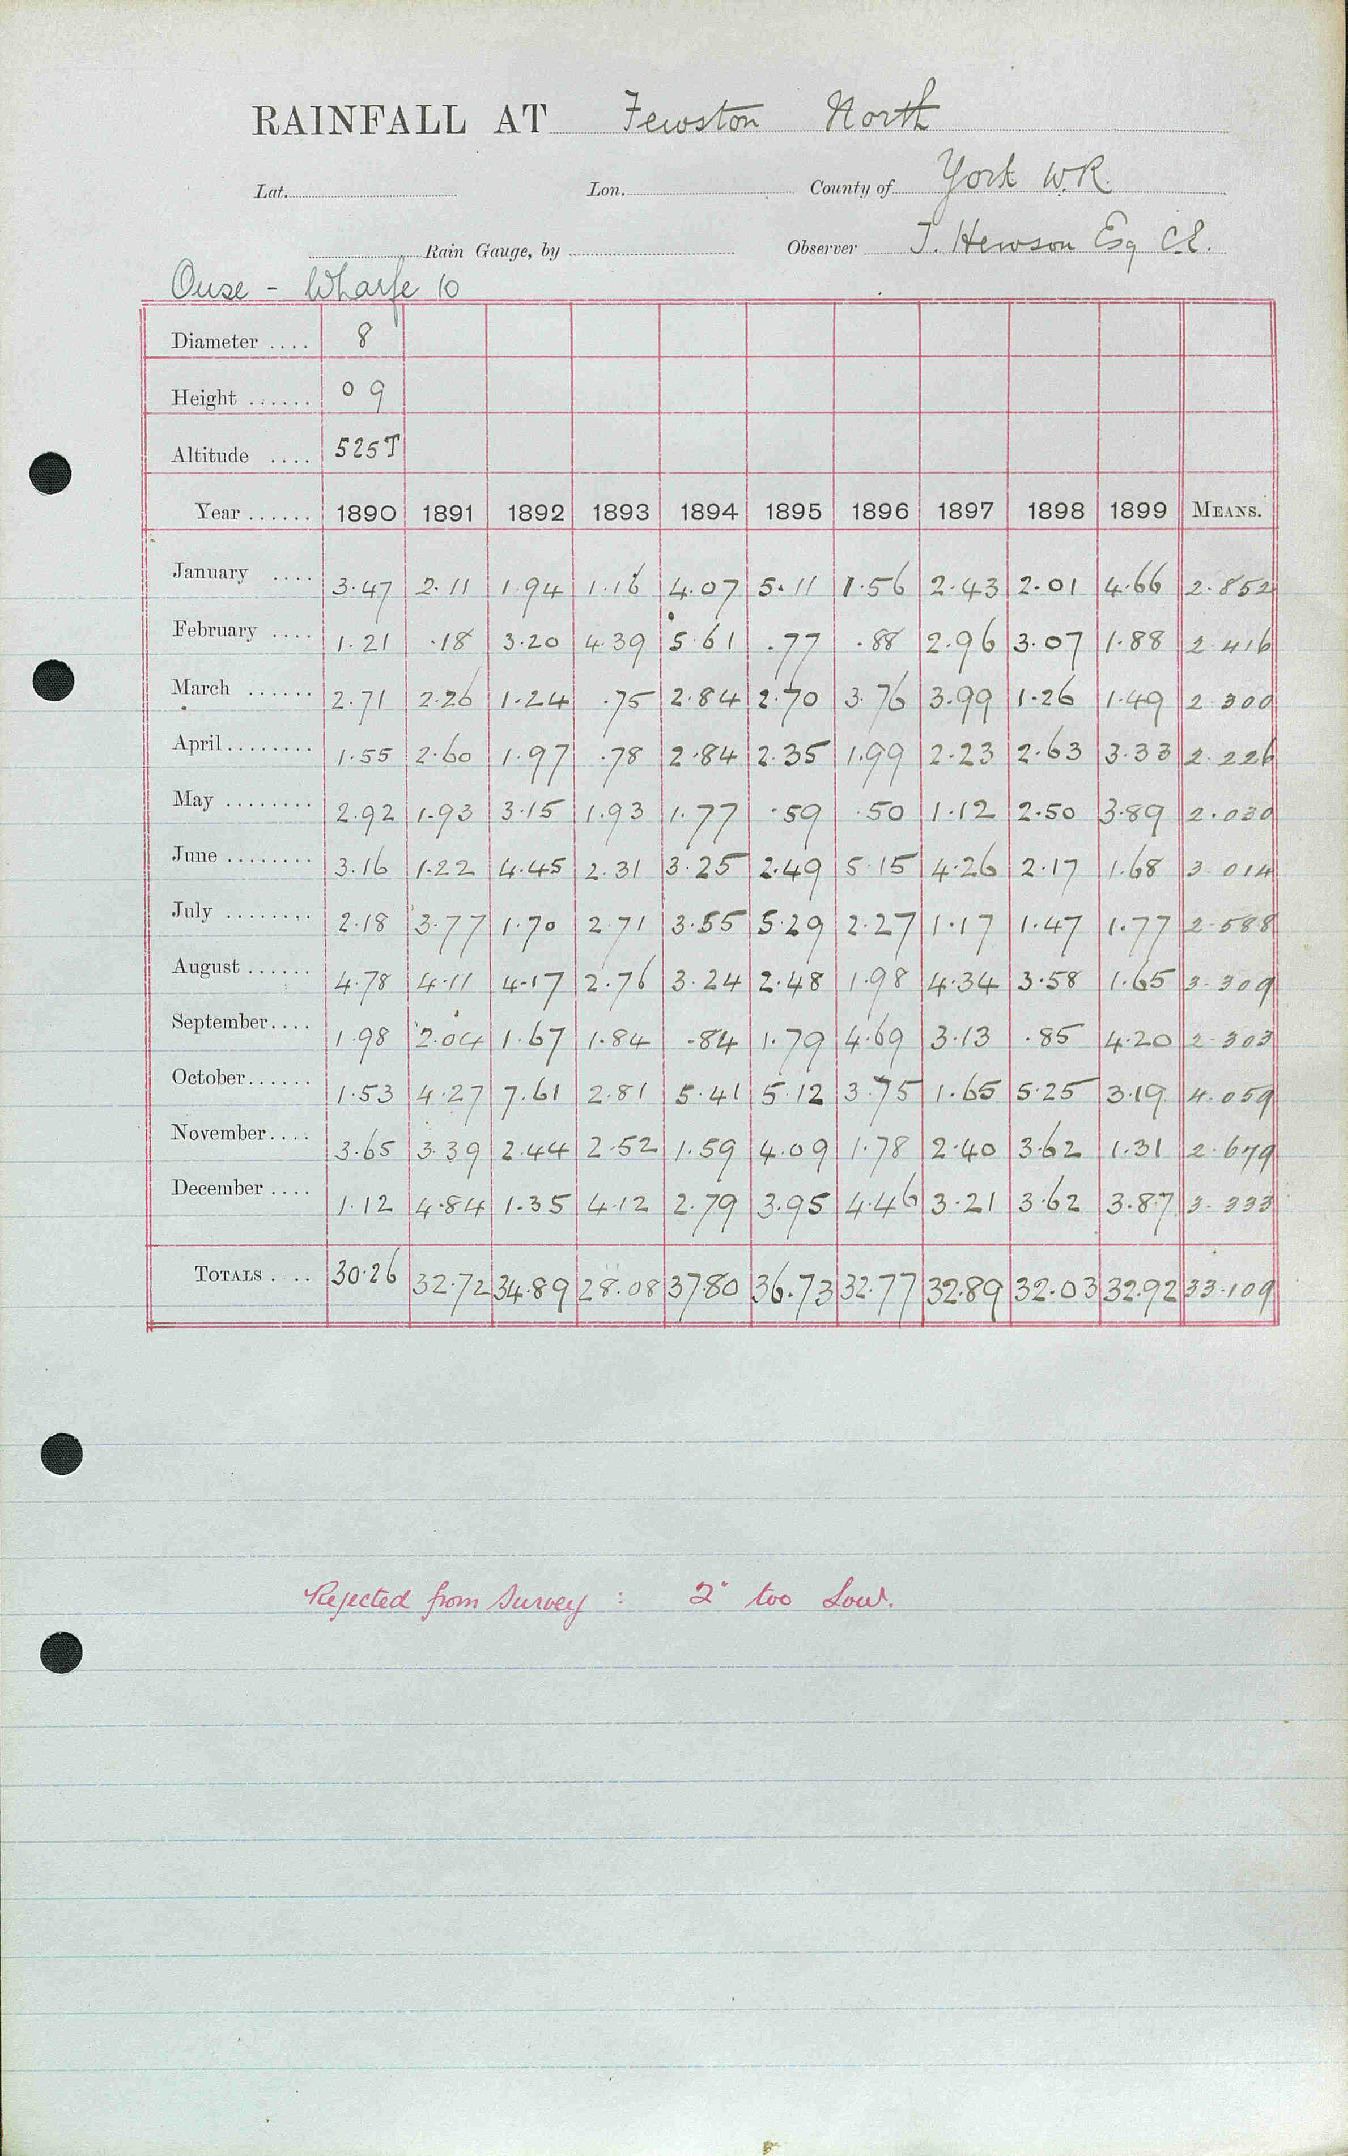 RAINFALL AT Fewston North
Lat. Lon. County of York W.R.
Rain Gauge, by Observer T. Hewson Esq C.E.
Ouse - Wharfe 10
Diameter .... 8
Height ...... 0 9
Altitude .... 525T
Year ...... 1890 1891 1892 1893 1894 1895 1896 1897 1898 1899 MEANS.
January .... 3.47 2.11 1.94 1.16 4.07 5.11 1.56 2.43 2.01 4.66 2.852
February .... 1.21 .18 3.20 4.39 5.61 .77 .88 2.96 3.07 1.88 2.416
March ...... 2.71 2.26 1.24 .75 2.84 2.70 3.76 3.99 1.26 1.49 2.300
April........ 1.55 2.60 1.97 .78 2.84 2.35 1.99 2.23 2.63 3.33 2.226
May ........ 2.92 1.93 3.15 1.93 1.77 .59 .50 1.12 2.50 3.89 2.030
June ........ 3.16 1.22 4.45 2.31 3.25 2.49 5.15 4.26 2.17 1.68 3.014
July ........ 2.18 3.77 1.70 2.71 3.55 5.29 2.27 1.17 1.47 1.77 2.588
August ...... 4.78 4.11 4.17 2.76 3.24 2.48 1.98 4.34 3.58 1.65 3.309
September.... 1.98 2.04 1.67 1.84 .84 1.79 4.69 3.13 .85 4.20 2.303
October...... 1.53 4.27 7.61 2.81 5.41 5.12 3.75 1.65 5.25 3.19 4.059
November.... 3.65 3.39 2.44 2.52 1.59 4.09 1.78 2.40 3.62 1.31 2.679
December .... 1.12 4.84 1.35 4.12 2.79 3.95 4.46 3.21 3.62 3.87 3.333
TOTALS .... 30.26 32.72 34.89 28.08 37.80 36.73 32.77 32.89 32.03 32.92 33.109
Rejected from Survey : 2" too Low.